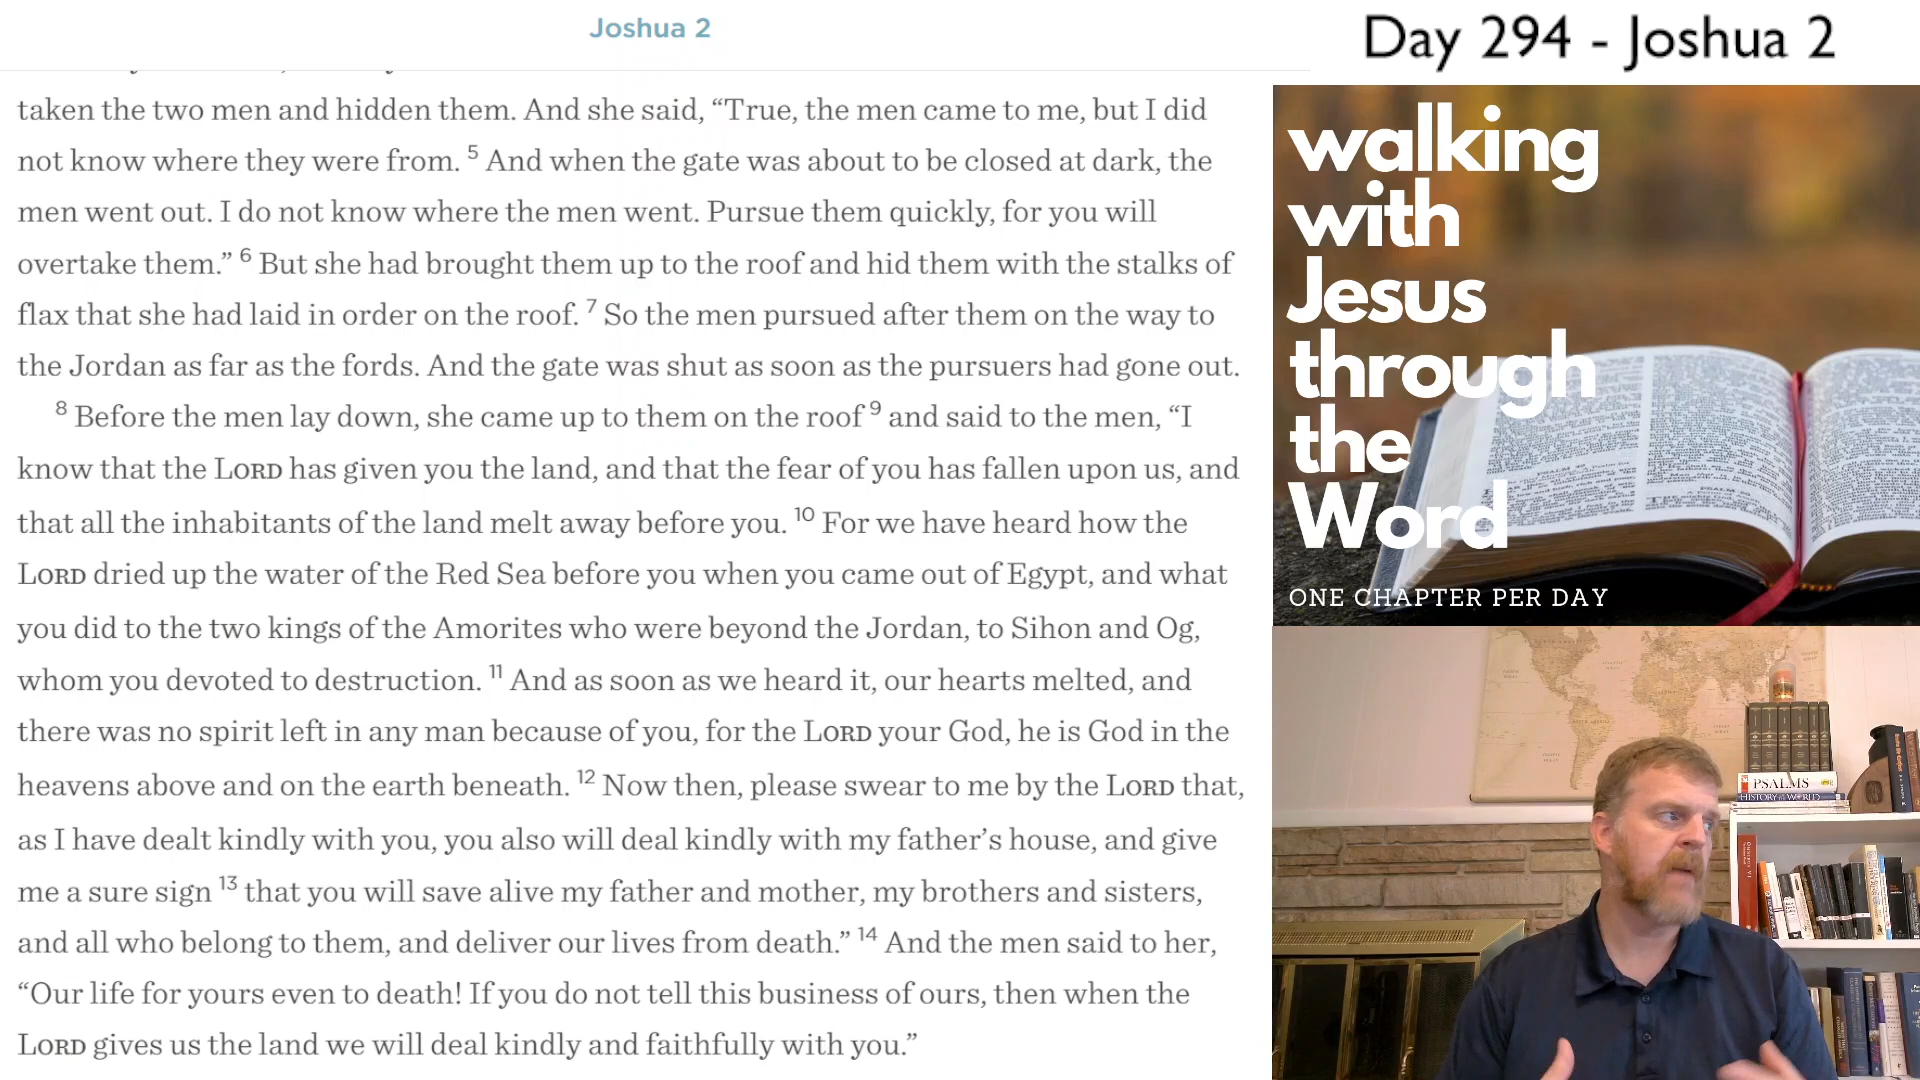 Joshua 2
Day 294 - Joshua 2
taken the two men and hidden them. And she said, “True, the men came to me, but I did
not know where they were from. 5 And when the gate was about to be closed at dark, the
men went out. I do not know where the men went. Pursue them quickly, for you will
overtake them.” 6 But she had brought them up to the roof and hid them with the stalks of
flax that she had laid in order on the roof. 7 So the men pursued after them on the way to
the Jordan as far as the fords. And the gate was shut as soon as the pursuers had gone out.
8 Before the men lay down, she came up to them on the roof 9 and said to the men, “I
know that the LORD has given you the land, and that the fear of you has fallen upon us, and
that all the inhabitants of the land melt away before you. 10 For we have heard how the
LORD dried up the water of the Red Sea before you when you came out of Egypt, and what
you did to the two kings of the Amorites who were beyond the Jordan, to Sihon and Og,
whom you devoted to destruction. 11 And as soon as we heard it, our hearts melted, and
there was no spirit left in any man because of you, for the LORD your God, he is God in the
heavens above and on the earth beneath. 12 Now then, please swear to me by the LORD that,
as I have dealt kindly with you, you also will deal kindly with my father’s house, and give
me a sure sign 13 that you will save alive my father and mother, my brothers and sisters,
and all who belong to them, and deliver our lives from death.” 14 And the men said to her,
“Our life for yours even to death! If you do not tell this business of ours, then when the
LORD gives us the land we will deal kindly and faithfully with you.”
walking
with
Jesus
through
the
Word
ONE CHAPTER PER DAY
PSALMS
HISTORY OF THE WORLD